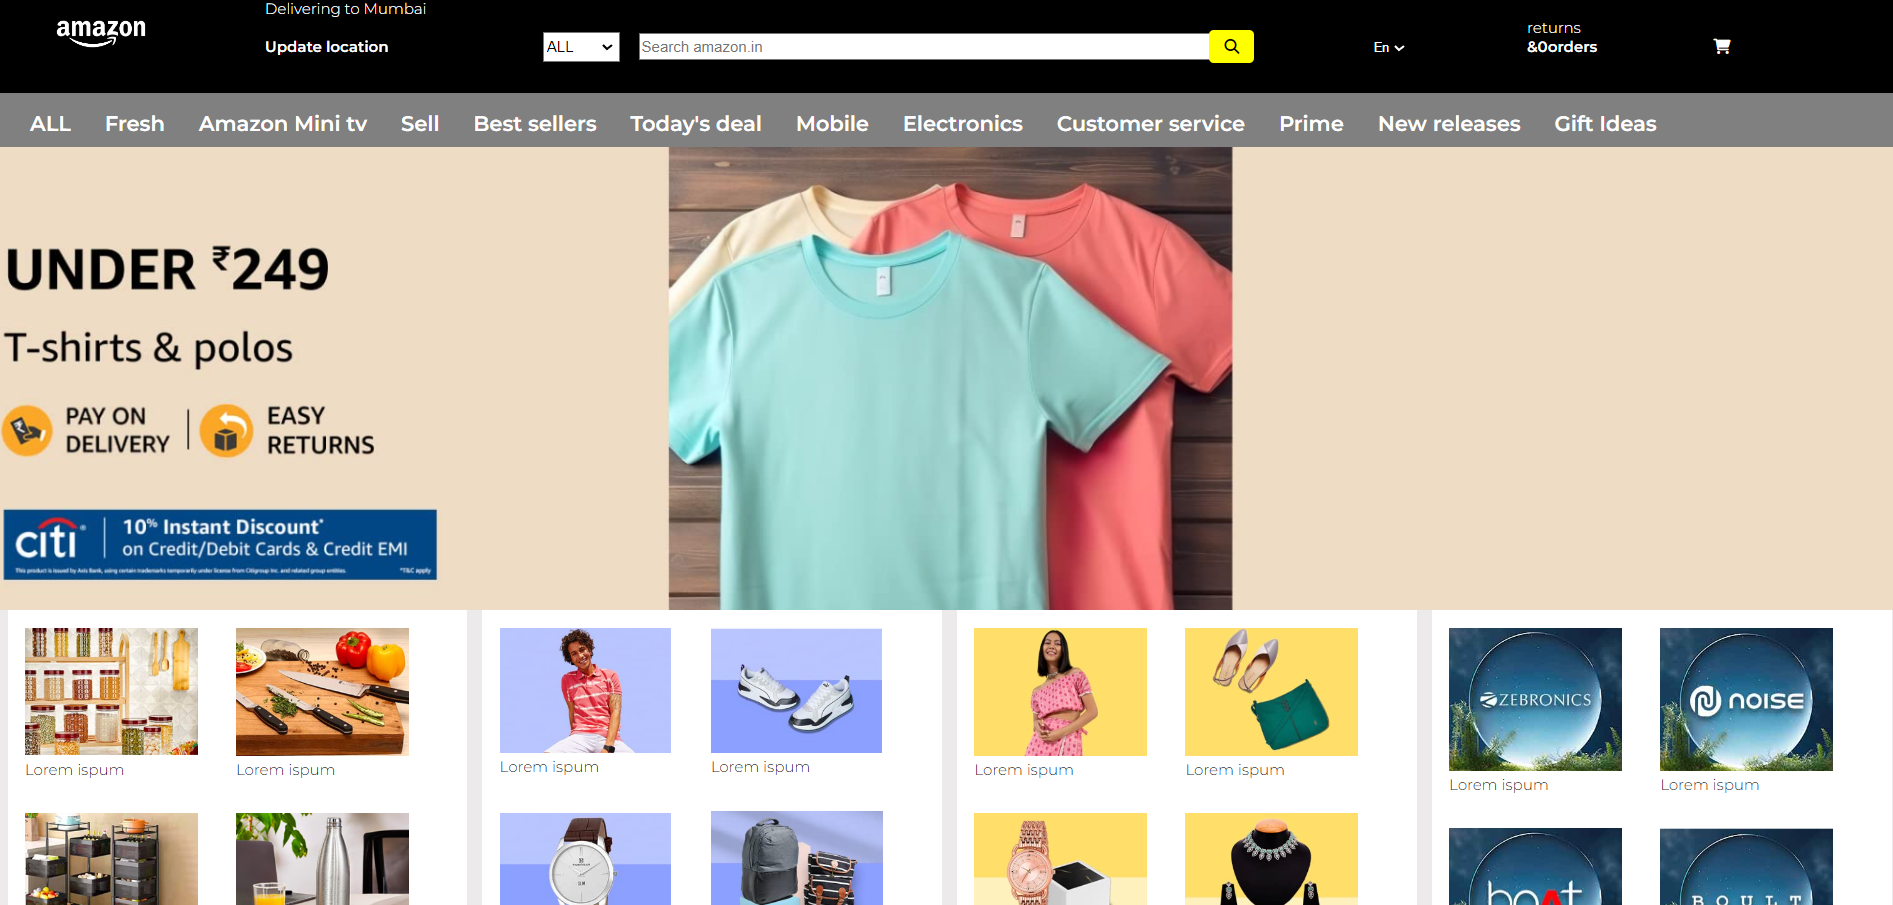 amazon
Delivering to Mumbai
Update location
ALL
Search amazon.in
En
returns
&0orders
ALL Fresh Amazon Mini tv Sell Best sellers Today's deal Mobile Electronics Customer service Prime New releases Gift Ideas
UNDER ₹249
T-shirts & polos
PAY ON DELIVERY
EASY RETURNS
citi
10% Instant Discount*
on Credit/Debit Cards & Credit EMI
This product is issued by Axis Bank, using certain trademarks temporarily under license from Citigroup Inc. and related group entities.
*T&C apply
ZEBRONICS
noise
Lorem ispum
Lorem ispum
Lorem ispum
Lorem ispum
Lorem ispum
Lorem ispum
Lorem ispum
Lorem ispum
boAt
BOULT